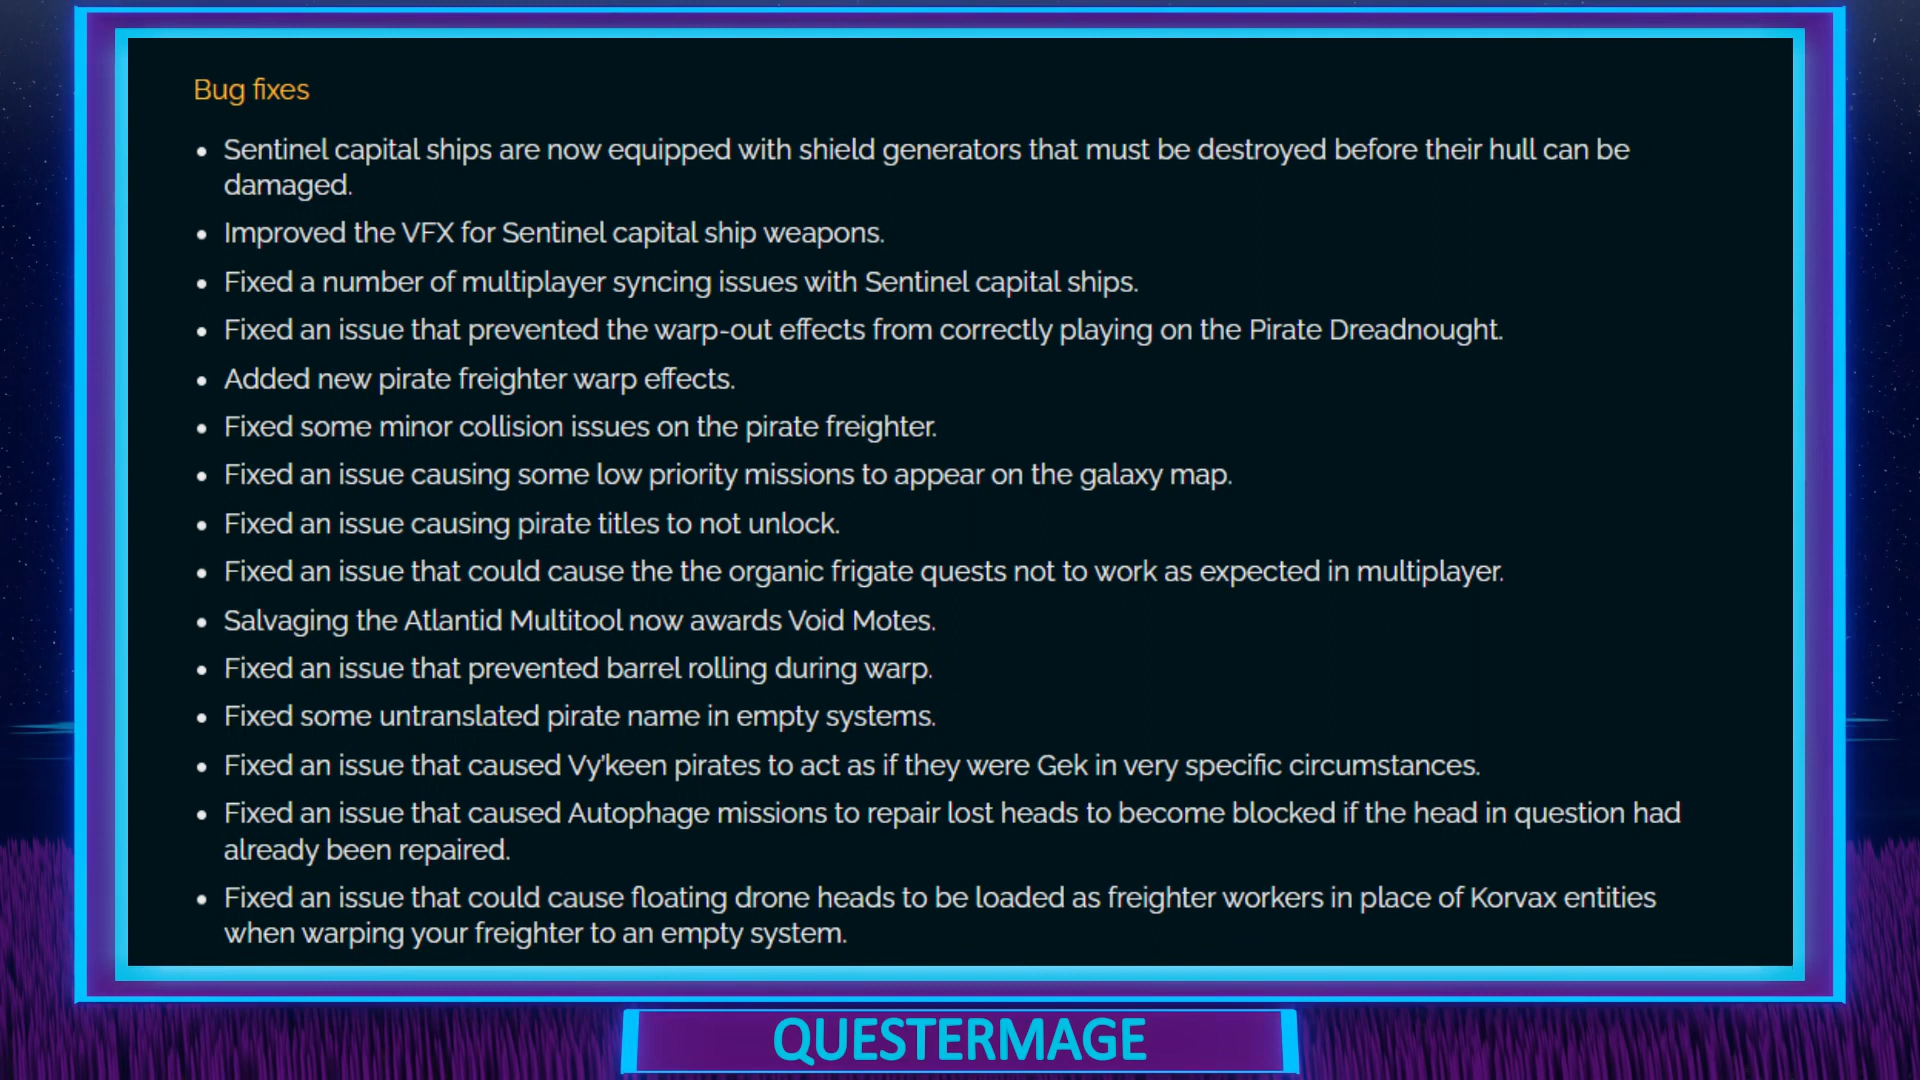 Bug fixes
• Sentinel capital ships are now equipped with shield generators that must be destroyed before their hull can be
damaged.
• Improved the VFX for Sentinel capital ship weapons.
• Fixed a number of multiplayer syncing issues with Sentinel capital ships.
• Fixed an issue that prevented the warp-out effects from correctly playing on the Pirate Dreadnought.
• Added new pirate freighter warp effects.
• Fixed some minor collision issues on the pirate freighter.
• Fixed an issue causing some low priority missions to appear on the galaxy map.
• Fixed an issue causing pirate titles to not unlock.
• Fixed an issue that could cause the the organic frigate quests not to work as expected in multiplayer.
• Salvaging the Atlantid Multitool now awards Void Motes.
• Fixed an issue that prevented barrel rolling during warp.
• Fixed some untranslated pirate name in empty systems.
• Fixed an issue that caused Vy'keen pirates to act as if they were Gek in very specific circumstances.
• Fixed an issue that caused Autophage missions to repair lost heads to become blocked if the head in question had
already been repaired.
• Fixed an issue that could cause floating drone heads to be loaded as freighter workers in place of Korvax entities
when warping your freighter to an empty system.
QUESTERMAGE